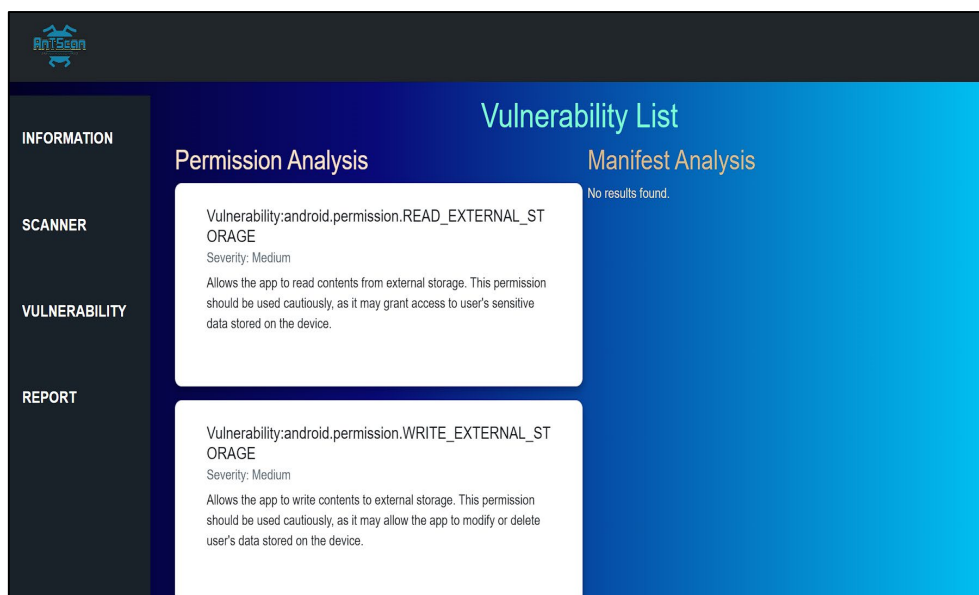 AnTScan
INFORMATION
SCANNER
VULNERABILITY
REPORT
Vulnerability List
Permission Analysis
Vulnerability:android.permission.READ_EXTERNAL_ST
ORAGE
Severity: Medium
Allows the app to read contents from external storage. This permission
should be used cautiously, as it may grant access to user's sensitive
data stored on the device.
Vulnerability:android.permission.WRITE_EXTERNAL_ST
ORAGE
Severity: Medium
Allows the app to write contents to external storage. This permission
should be used cautiously, as it may allow the app to modify or delete
user's data stored on the device.
Manifest Analysis
No results found.